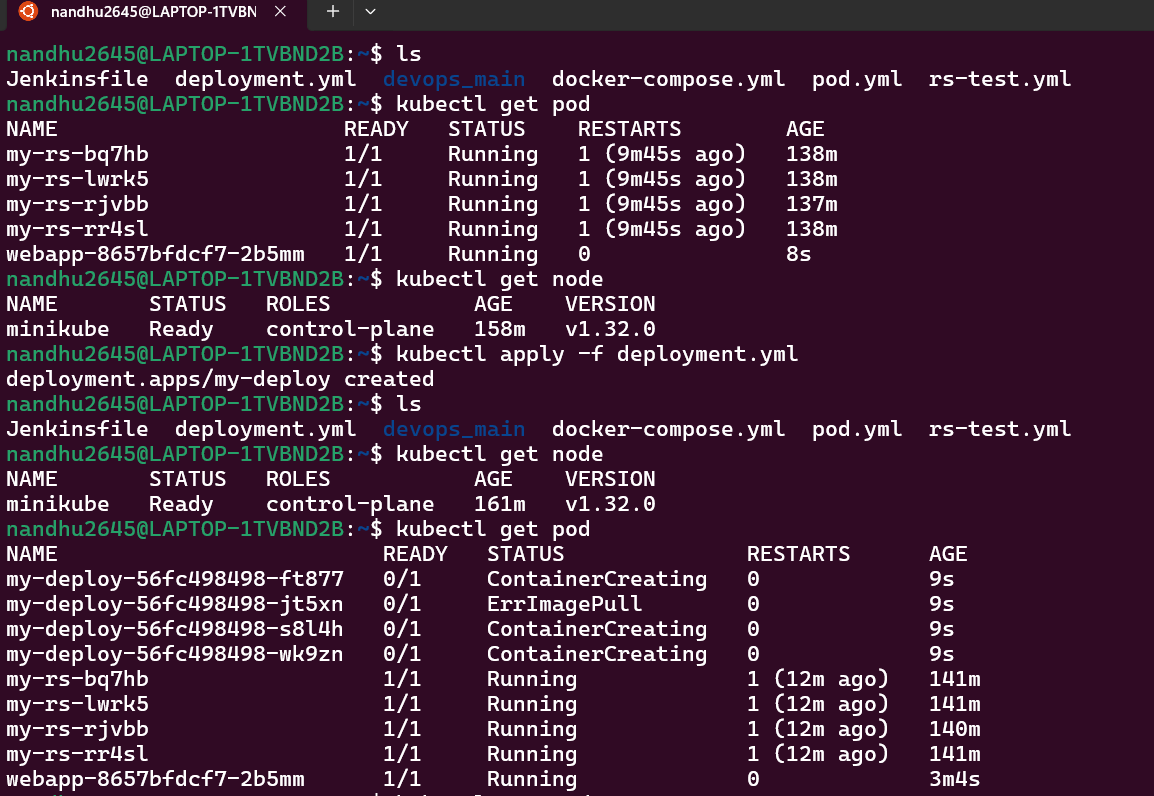 nandhu2645@LAPTOP-1TVBN
nandhu2645@LAPTOP-1TVBND2B:~$ ls
Jenkinsfile  deployment.yml  devops_main  docker-compose.yml  pod.yml  rs-test.yml
nandhu2645@LAPTOP-1TVBND2B:~$ kubectl get pod
NAME                      READY   STATUS    RESTARTS        AGE
my-rs-bq7hb               1/1     Running   1 (9m45s ago)   138m
my-rs-lwrk5               1/1     Running   1 (9m45s ago)   138m
my-rs-rjvbb               1/1     Running   1 (9m45s ago)   137m
my-rs-rr4sl               1/1     Running   1 (9m45s ago)   138m
webapp-8657bfdcf7-2b5mm   1/1     Running   0               8s
nandhu2645@LAPTOP-1TVBND2B:~$ kubectl get node
NAME       STATUS   ROLES           AGE    VERSION
minikube   Ready    control-plane   158m   v1.32.0
nandhu2645@LAPTOP-1TVBND2B:~$ kubectl apply -f deployment.yml
deployment.apps/my-deploy created
nandhu2645@LAPTOP-1TVBND2B:~$ ls
Jenkinsfile  deployment.yml  devops_main  docker-compose.yml  pod.yml  rs-test.yml
nandhu2645@LAPTOP-1TVBND2B:~$ kubectl get node
NAME       STATUS   ROLES           AGE    VERSION
minikube   Ready    control-plane   161m   v1.32.0
nandhu2645@LAPTOP-1TVBND2B:~$ kubectl get pod
NAME                         READY   STATUS              RESTARTS      AGE
my-deploy-56fc498498-ft877   0/1     ContainerCreating   0             9s
my-deploy-56fc498498-jt5xn   0/1     ErrImagePull        0             9s
my-deploy-56fc498498-s8l4h   0/1     ContainerCreating   0             9s
my-deploy-56fc498498-wk9zn   0/1     ContainerCreating   0             9s
my-rs-bq7hb                  1/1     Running             1 (12m ago)   141m
my-rs-lwrk5                  1/1     Running             1 (12m ago)   141m
my-rs-rjvbb                  1/1     Running             1 (12m ago)   140m
my-rs-rr4sl                  1/1     Running             1 (12m ago)   141m
webapp-8657bfdcf7-2b5mm      1/1     Running             0             3m4s